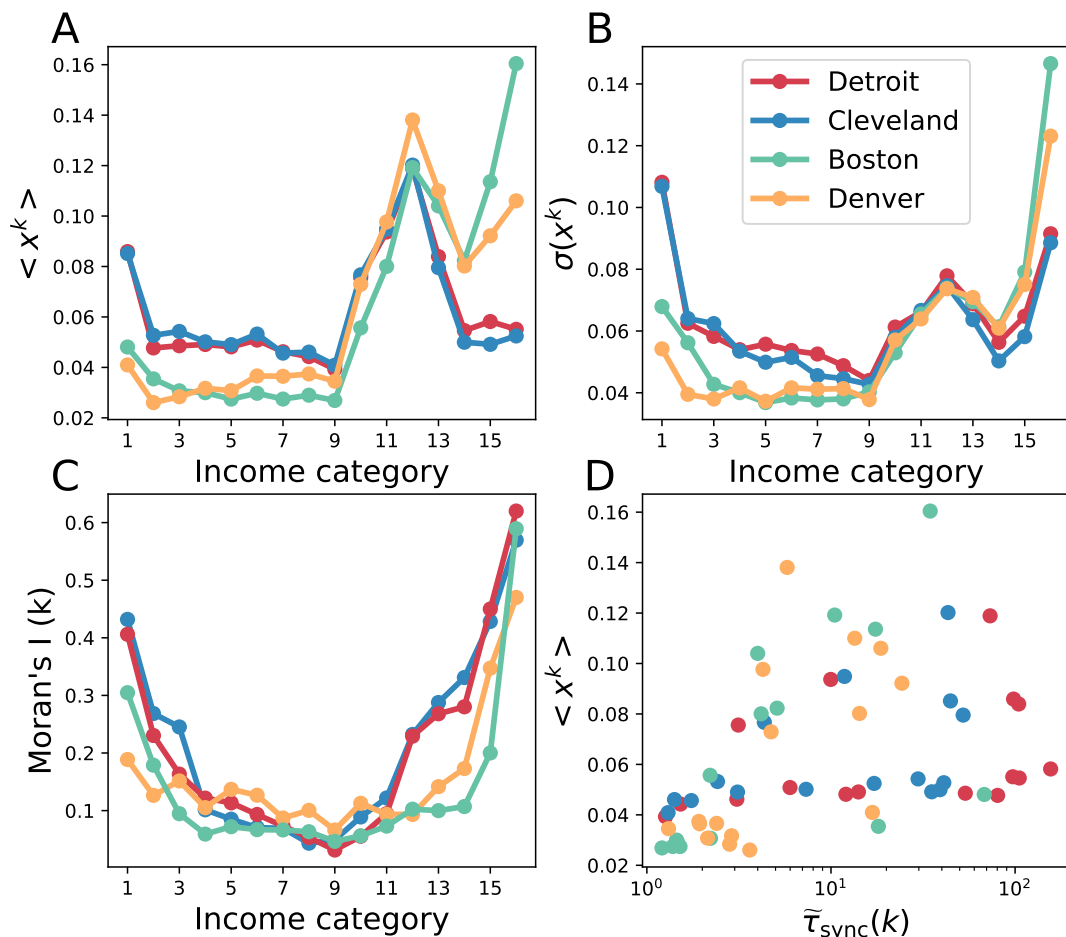 A
B
0.16
0.14
0.12
0.10
0.08
0.06
0.04
0.02
< x^k >
1 3 5 7 9 11 13 15
Income category
0.14
0.12
0.10
0.08
0.06
0.04
σ(x^k)
Detroit
Cleveland
Boston
Denver
1 3 5 7 9 11 13 15
Income category
C
D
0.6
0.5
0.4
0.3
0.2
0.1
Moran's I (k)
1 3 5 7 9 11 13 15
Income category
0.16
0.14
0.12
0.10
0.08
0.06
0.04
0.02
< x^k >
10^0 10^1 10^2
τ̃_sync(k)